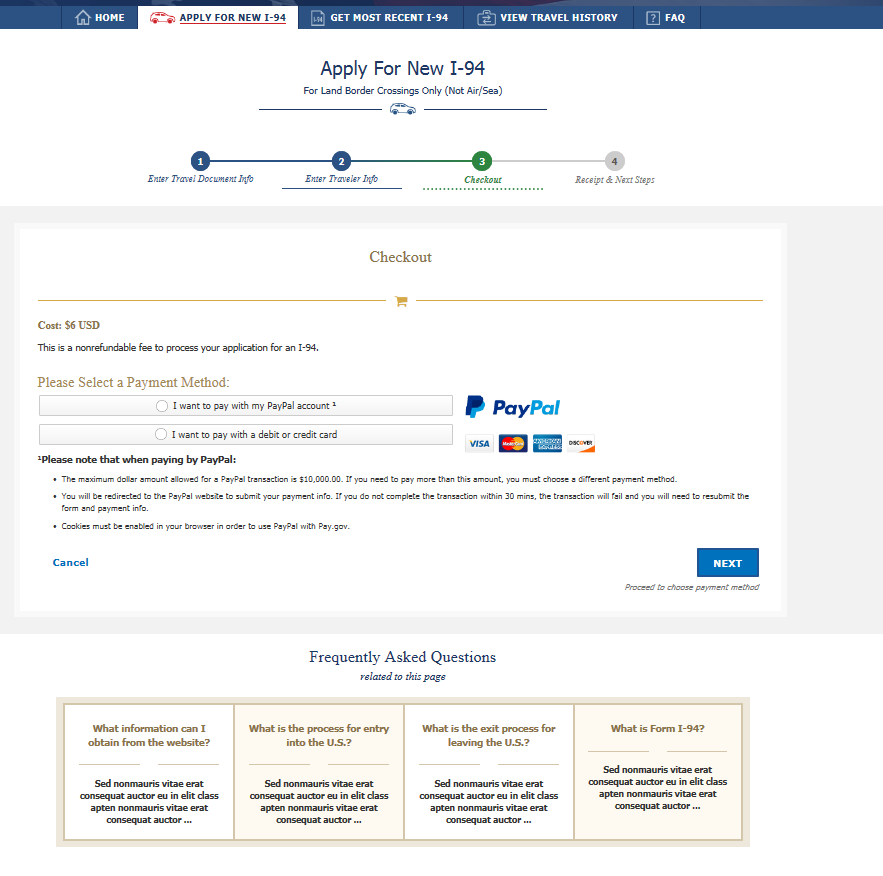 HOME
APPLY FOR NEW I-94
GET MOST RECENT I-94
VIEW TRAVEL HISTORY
FAQ
Apply For New I-94
For Land Border Crossings Only (Not Air/Sea)
1
2
3
4
Enter Travel Document Info
Enter Traveler Info
Checkout
Receipt & Next Steps
Checkout
Cost: $6 USD
This is a nonrefundable fee to process your application for an I-94.
Please Select a Payment Method:
I want to pay with my PayPal account ¹
PayPal
I want to pay with a debit or credit card
VISA
MasterCard
AMERICAN EXPRESS
DISCOVER
¹Please note that when paying by PayPal:
• The maximum dollar amount allowed for a PayPal transaction is $10,000.00. If you need to pay more than this amount, you must choose a different payment method.
• You will be redirected to the PayPal website to submit your payment info. If you do not complete the transaction within 30 mins, the transaction will fail and you will need to resubmit the
form and payment info.
• Cookies must be enabled in your browser in order to use PayPal with Pay.gov.
Cancel
NEXT
Proceed to choose payment method
Frequently Asked Questions
related to this page
What information can I
obtain from the website?
Sed nonmauris vitae erat
consequat auctor eu in elit class
apten nonmauris vitae erat
consequat auctor ...
What is the process for entry
into the U.S.?
Sed nonmauris vitae erat
consequat auctor eu in elit class
apten nonmauris vitae erat
consequat auctor ...
What is the exit process for
leaving the U.S.?
Sed nonmauris vitae erat
consequat auctor eu in elit class
apten nonmauris vitae erat
consequat auctor ...
What is Form I-94?
Sed nonmauris vitae erat
consequat auctor eu in elit class
apten nonmauris vitae erat
consequat auctor ...